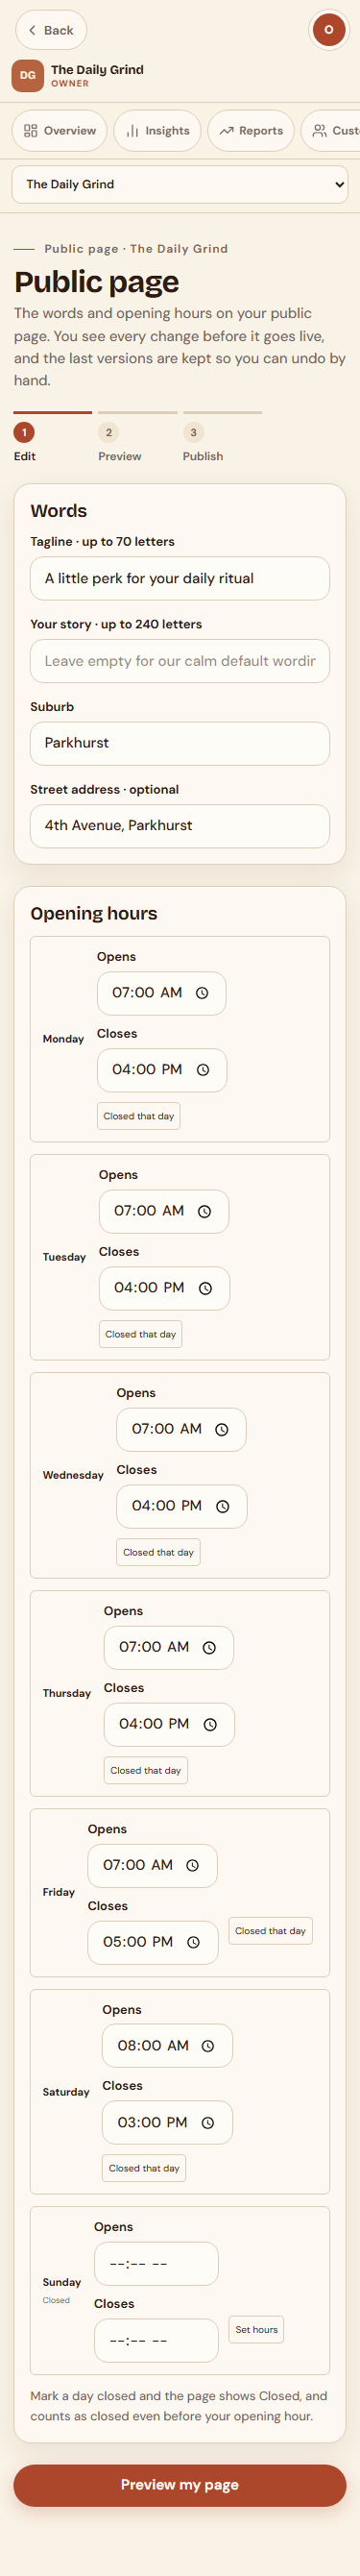 Back
O
DG
The Daily Grind
OWNER
Overview
Insights
Reports
Cust
The Daily Grind
Public page · The Daily Grind
Public page
The words and opening hours on your public
page. You see every change before it goes live,
and the last versions are kept so you can undo by
hand.
1
2
3
Edit
Preview
Publish
Words
Tagline · up to 70 letters
A little perk for your daily ritual
Your story · up to 240 letters
Leave empty for our calm default wordir
Suburb
Parkhurst
Street address · optional
4th Avenue, Parkhurst
Opening hours
Monday
Opens
07:00 AM
Closes
04:00 PM
Closed that day
Tuesday
Opens
07:00 AM
Closes
04:00 PM
Closed that day
Wednesday
Opens
07:00 AM
Closes
04:00 PM
Closed that day
Thursday
Opens
07:00 AM
Closes
04:00 PM
Closed that day
Friday
Opens
07:00 AM
Closes
05:00 PM
Closed that day
Saturday
Opens
08:00 AM
Closes
03:00 PM
Closed that day
Sunday
Closed
Opens
--:-- --
Closes
--:-- --
Set hours
Mark a day closed and the page shows Closed, and
counts as closed even before your opening hour.
Preview my page